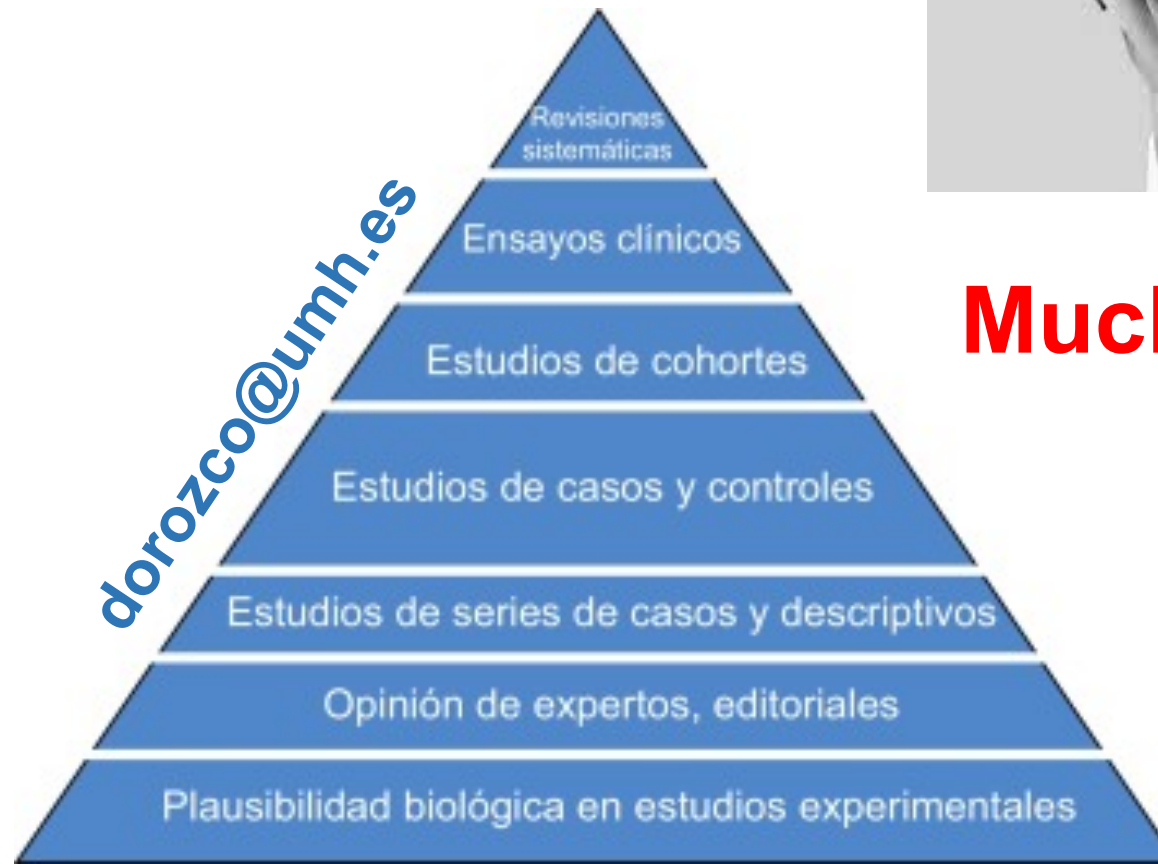 Revisiones
sistemáticas
Ensayos clínicos
Estudios de cohortes
Estudios de casos y controles
Estudios de series de casos y descriptivos
Opinión de expertos, editoriales
Plausibilidad biológica en estudios experimentales
dorozco@umh.es